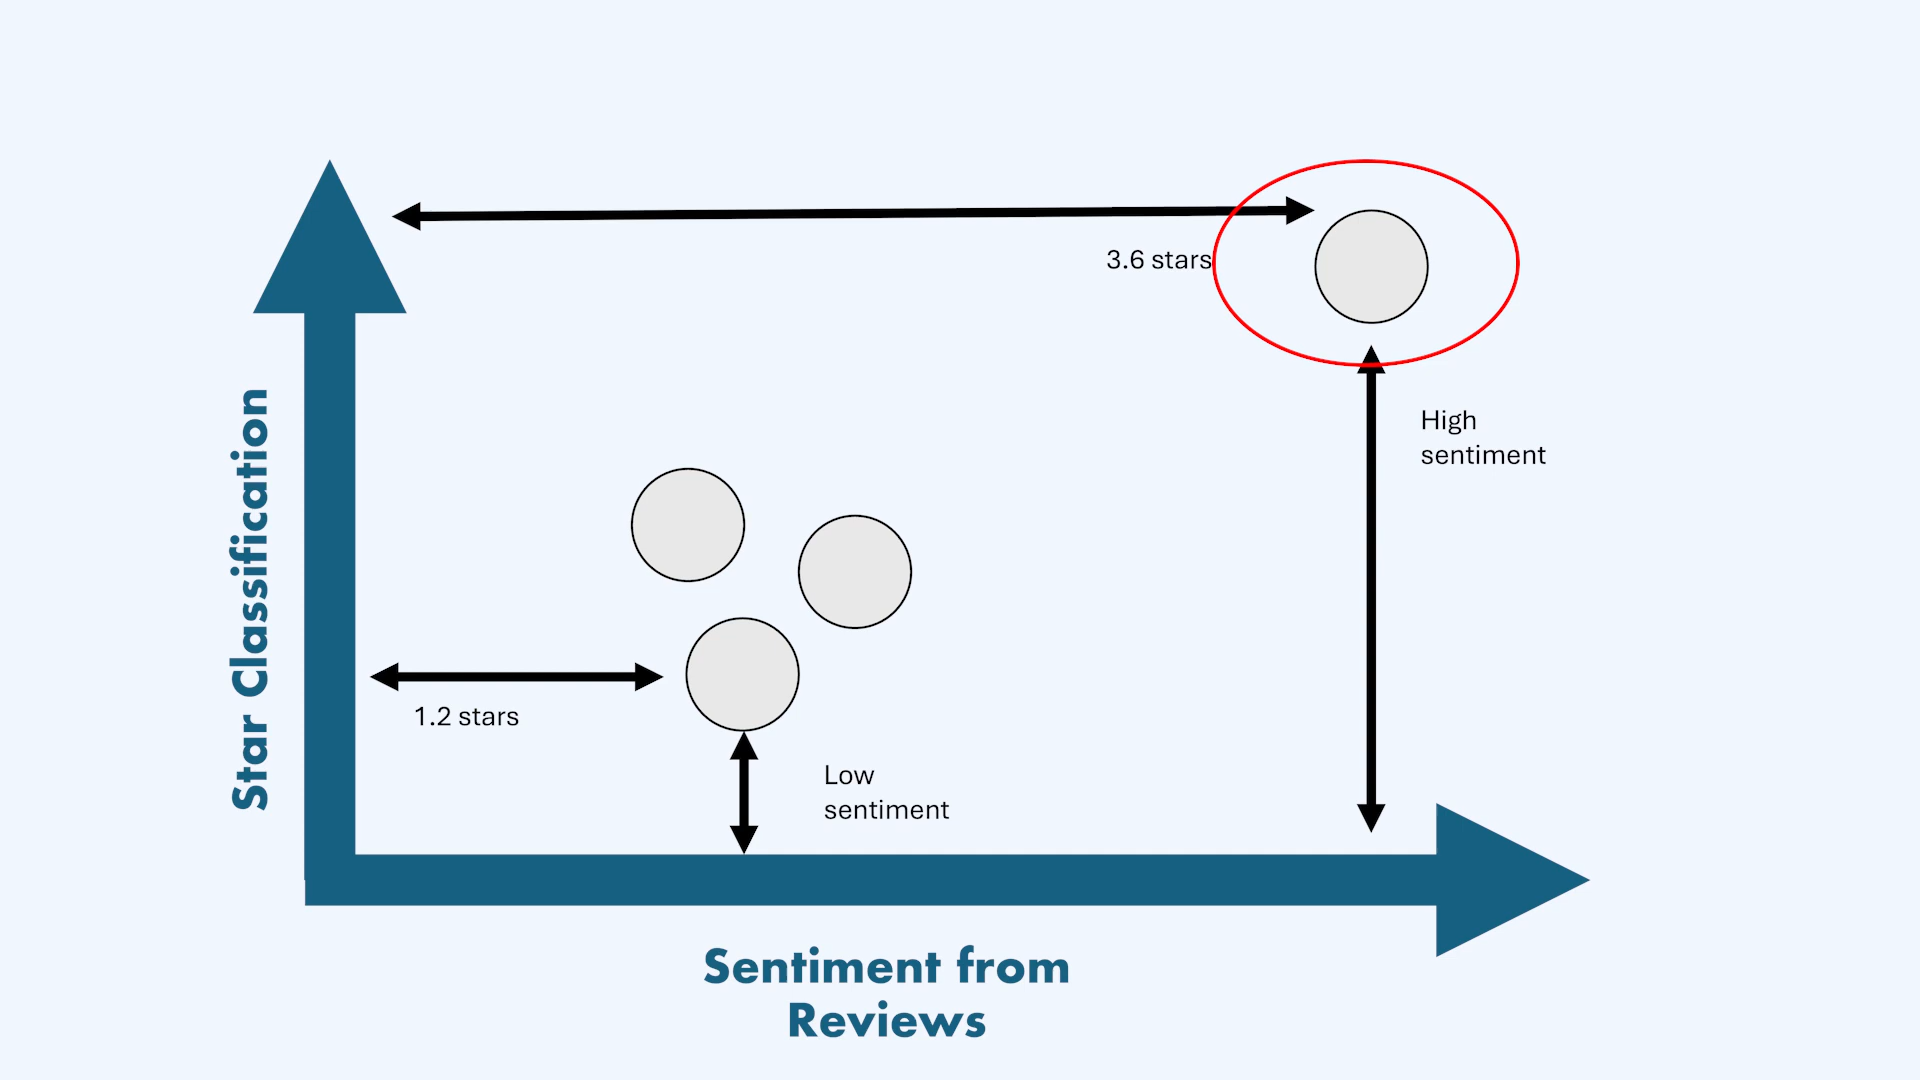 3.6 stars
High
sentiment
Star Classification
1.2 stars
Low
sentiment
Sentiment from
Reviews